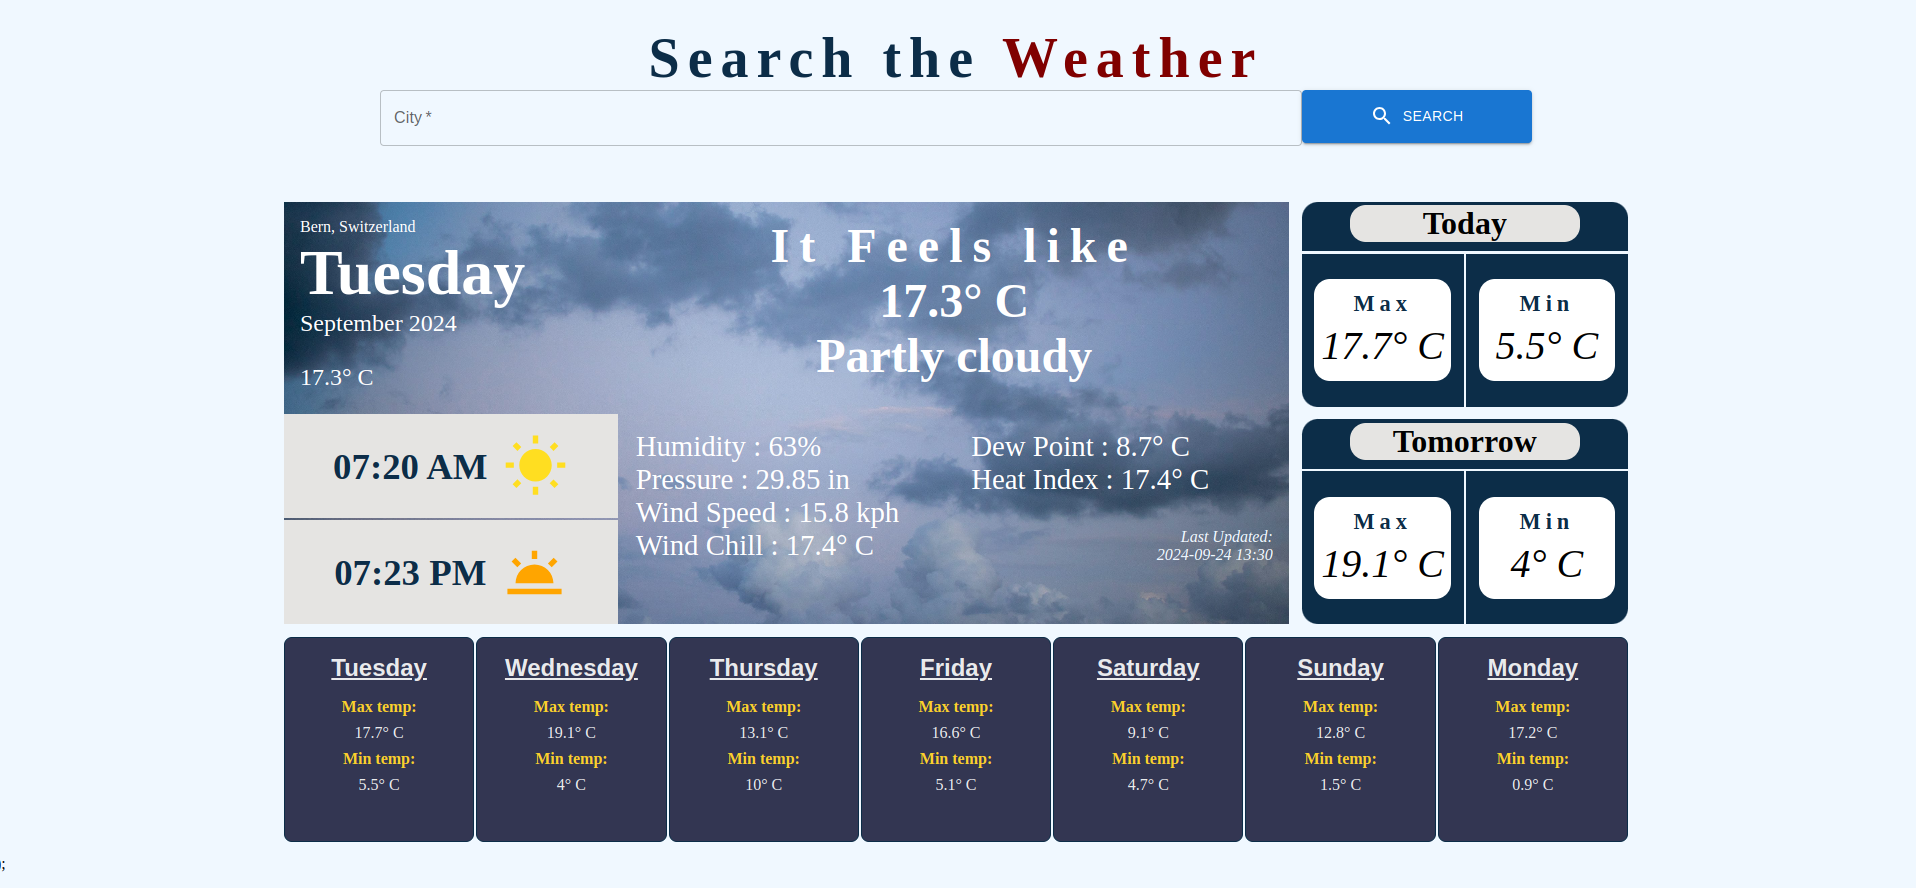 Search the Weather
City *
SEARCH
Bern, Switzerland
Tuesday
September 2024
17.3° C
It Feels like
17.3° C
Partly cloudy
07:20 AM
07:23 PM
Humidity : 63%
Pressure : 29.85 in
Wind Speed : 15.8 kph
Wind Chill : 17.4° C
Dew Point : 8.7° C
Heat Index : 17.4° C
Last Updated:
2024-09-24 13:30
Today
Max
17.7° C
Min
5.5° C
Tomorrow
Max
19.1° C
Min
4° C
Tuesday
Max temp:
17.7° C
Min temp:
5.5° C
Wednesday
Max temp:
19.1° C
Min temp:
4° C
Thursday
Max temp:
13.1° C
Min temp:
10° C
Friday
Max temp:
16.6° C
Min temp:
5.1° C
Saturday
Max temp:
9.1° C
Min temp:
4.7° C
Sunday
Max temp:
12.8° C
Min temp:
1.5° C
Monday
Max temp:
17.2° C
Min temp:
0.9° C
;